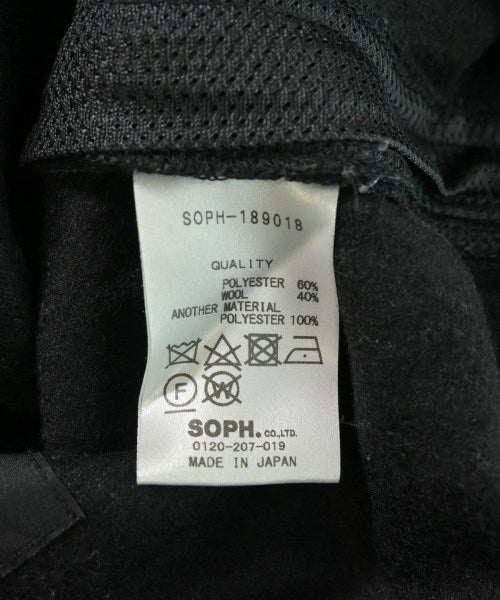 SOPH-189018
QUALITY
POLYESTER 60%
WOOL 40%
ANOTHER MATERIAL
POLYESTER 100%
F W
SOPH. CO.,LTD.
0120-207-019
MADE IN JAPAN